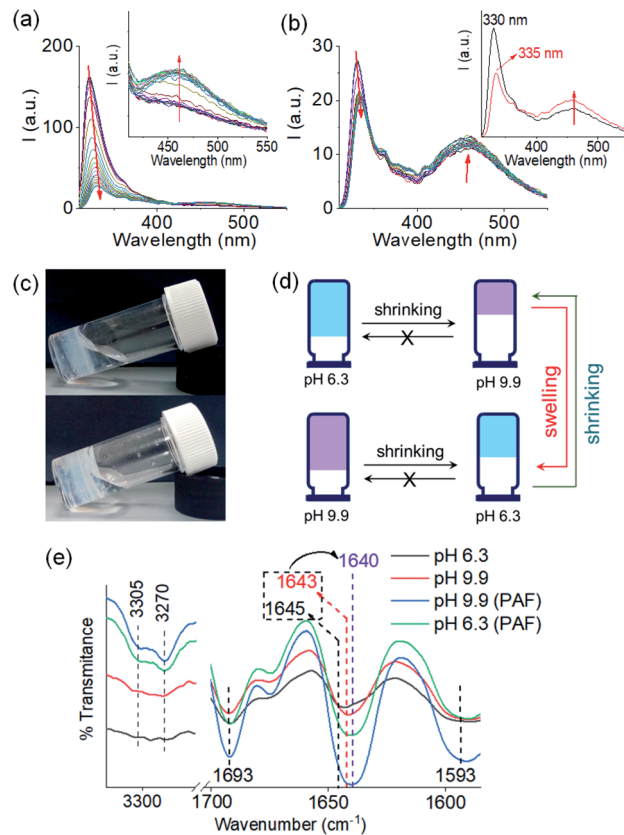 (a)
I (a.u.)
200
100
0
400
500
Wavelength (nm)
I (a.u.)
450
500
550
Wavelength (nm)
(b)
I (a.u.)
30
20
10
0
400
500
Wavelength (nm)
I (a.u.)
330 nm
335 nm
400
500
Wavelength (nm)
(c)
(d)
pH 6.3
shrinking
X
pH 9.9
pH 9.9
shrinking
X
pH 6.3
swelling
shrinking
(e)
% Transmitance
3305
3270
1643
1645
1640
pH 6.3
pH 9.9
pH 9.9 (PAF)
pH 6.3 (PAF)
1693
1593
3300
1700
1650
1600
Wavenumber (cm⁻¹)